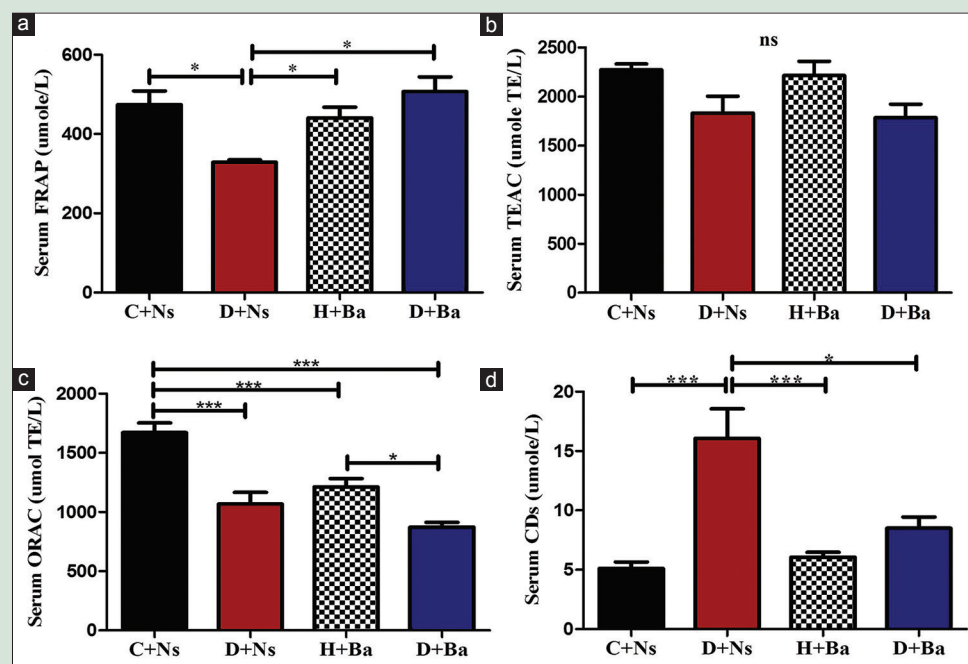 a
Serum FRAP (umole/L)
600
400
200
0
*
*
*
C+Ns D+Ns H+Ba D+Ba
b
Serum TEAC (umole TE/L)
2500
2000
1500
1000
500
0
ns
C+Ns D+Ns H+Ba D+Ba
c
Serum ORAC (umol TE/L)
2000
1500
1000
500
0
***
***
***
*
C+Ns D+Ns H+Ba D+Ba
d
Serum CDs (umole/L)
20
15
10
5
0
*
*** ***
C+Ns D+Ns H+Ba D+Ba